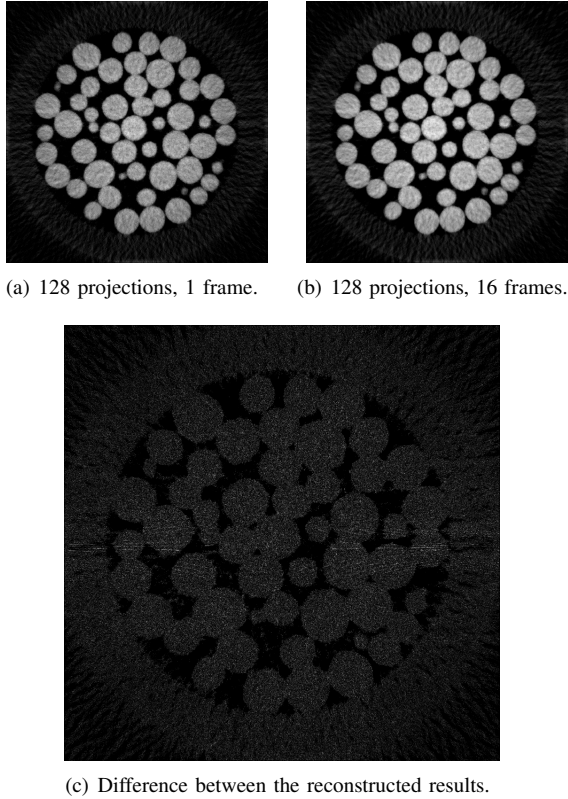 (a) 128 projections, 1 frame.
(b) 128 projections, 16 frames.
(c) Difference between the reconstructed results.